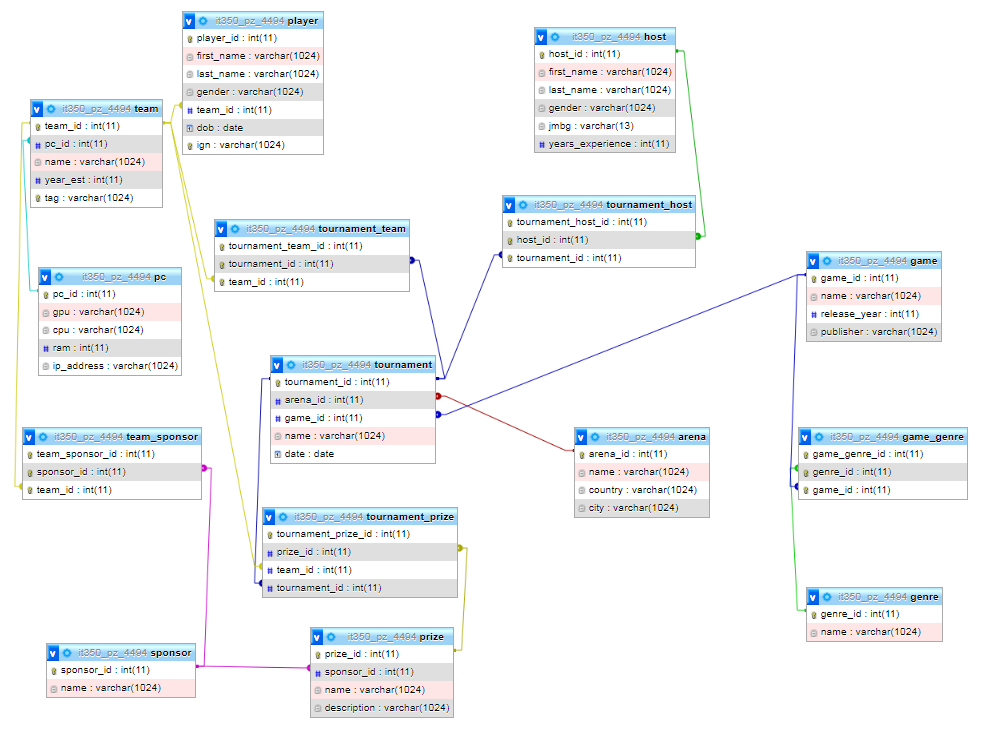 it350_pz_4494 player
player_id : int(11)
first_name : varchar(1024)
last_name : varchar(1024)
gender : varchar(1024)
team_id : int(11)
dob : date
ign : varchar(1024)
it350_pz_4494 host
host_id : int(11)
first_name : varchar(1024)
last_name : varchar(1024)
gender : varchar(1024)
jmbg : varchar(13)
years_experience : int(11)
it350_pz_4494 team
team_id : int(11)
pc_id : int(11)
name : varchar(1024)
year_est : int(11)
tag : varchar(1024)
it350_pz_4494 tournament_host
tournament_host_id : int(11)
host_id : int(11)
tournament_id : int(11)
it350_pz_4494 tournament_team
tournament_team_id : int(11)
tournament_id : int(11)
team_id : int(11)
it350_pz_4494 game
game_id : int(11)
name : varchar(1024)
release_year : int(11)
publisher : varchar(1024)
it350_pz_4494 pc
pc_id : int(11)
gpu : varchar(1024)
cpu : varchar(1024)
ram : int(11)
ip_address : varchar(1024)
it350_pz_4494 tournament
tournament_id : int(11)
arena_id : int(11)
game_id : int(11)
name : varchar(1024)
date : date
it350_pz_4494 team_sponsor
team_sponsor_id : int(11)
sponsor_id : int(11)
team_id : int(11)
it350_pz_4494 arena
arena_id : int(11)
name : varchar(1024)
country : varchar(1024)
city : varchar(1024)
it350_pz_4494 game_genre
game_genre_id : int(11)
genre_id : int(11)
game_id : int(11)
it350_pz_4494 tournament_prize
tournament_prize_id : int(11)
prize_id : int(11)
team_id : int(11)
tournament_id : int(11)
it350_pz_4494 genre
genre_id : int(11)
name : varchar(1024)
it350_pz_4494 prize
prize_id : int(11)
sponsor_id : int(11)
name : varchar(1024)
description : varchar(1024)
it350_pz_4494 sponsor
sponsor_id : int(11)
name : varchar(1024)